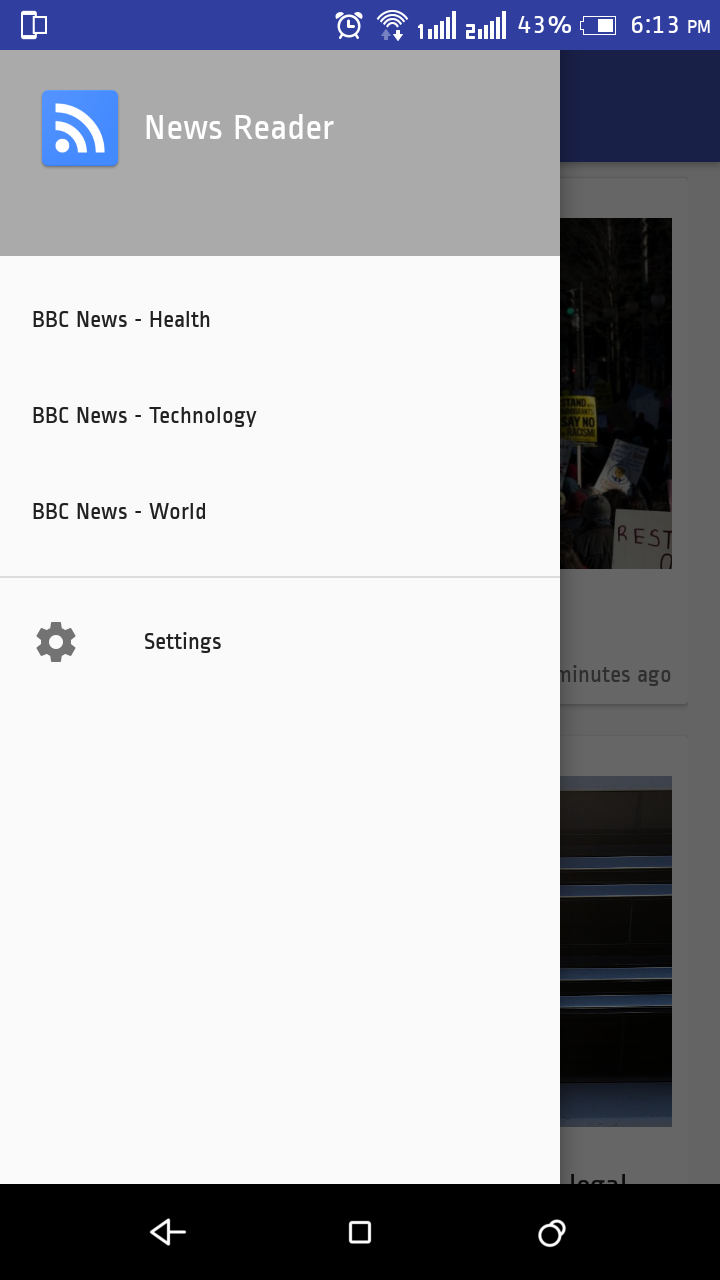 1 2 43% 6:13 PM
News Reader
BBC News - Health
BBC News - Technology
STAND
SAY NO
RACISM!
BBC News - World
REST
Settings
minutes ago
legal